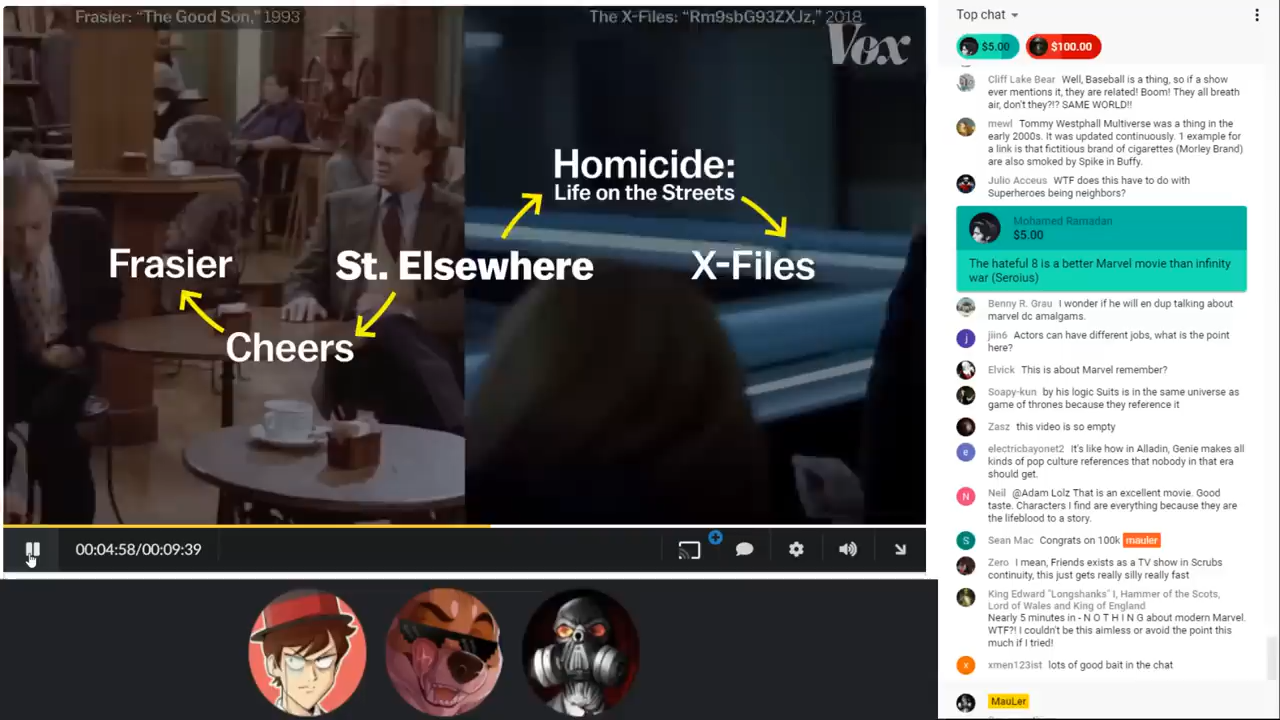 Frasier: “The Good Son,” 1993
The X-Files: “Rm9sbG93ZXJz,” 2018
Vox
Homicide:
Life on the Streets
Frasier
St. Elsewhere
X-Files
Cheers
00:04:58/00:09:39
Top chat
$5.00
$100.00
Cliff Lake Bear Well, Baseball is a thing, so if a show
ever mentions it, they are related! Boom! They all breath
air, don't they?!? SAME WORLD!!
mewl Tommy Westphall Multiverse was a thing in the
early 2000s. It was updated continuously. 1 example for
a link is that fictitious brand of cigarettes (Morley Brand)
are also smoked by Spike in Buffy.
Julio Acceus WTF does this have to do with
Superheroes being neighbors?
Mohamed Ramadan
$5.00
The hateful 8 is a better Marvel movie than infinity
war (Seroius)
Benny R. Grau I wonder if he will en dup talking about
marvel dc amalgams.
j
jiin6 Actors can have different jobs, what is the point
here?
Elvick This is about Marvel remember?
Soapy-kun by his logic Suits is in the same universe as
game of thrones because they reference it
Zasz this video is so empty
e
electricbayonet2 It's like how in Alladin, Genie makes all
kinds of pop culture references that nobody in that era
should get.
N
Neil @Adam Lolz That is an excellent movie. Good
taste. Characters I find are everything because they are
the lifeblood to a story.
S
Sean Mac Congrats on 100k mauler
Zero I mean, Friends exists as a TV show in Scrubs
continuity, this just gets really silly really fast
King Edward "Longshanks" I, Hammer of the Scots,
Lord of Wales and King of England
Nearly 5 minutes in - N O T H I N G about modern Marvel.
WTF?! I couldn't be this aimless or avoid the point this
much if I tried!
x
xmen123ist lots of good bait in the chat
MauLer